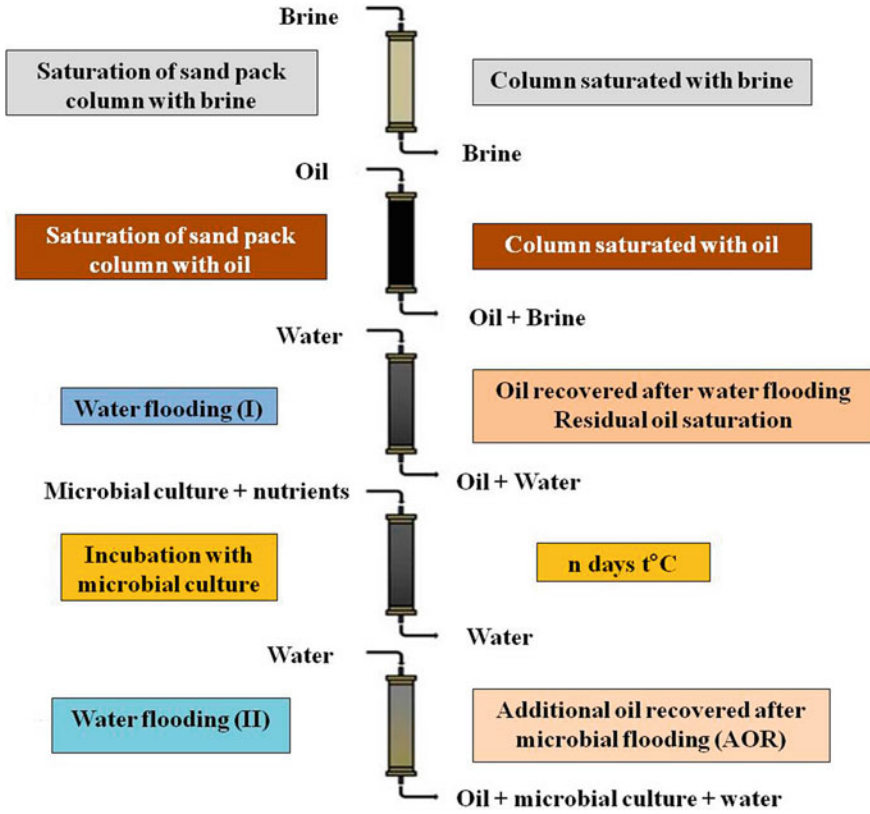 Brine
Saturation of sand pack
column with brine
Column saturated with brine
Brine
Oil
Saturation of sand pack
column with oil
Column saturated with oil
Oil + Brine
Water
Water flooding (I)
Oil recovered after water flooding
Residual oil saturation
Oil + Water
Microbial culture + nutrients
Incubation with
microbial culture
n days t°C
Water
Water
Water flooding (II)
Additional oil recovered after
microbial flooding (AOR)
Oil + microbial culture + water